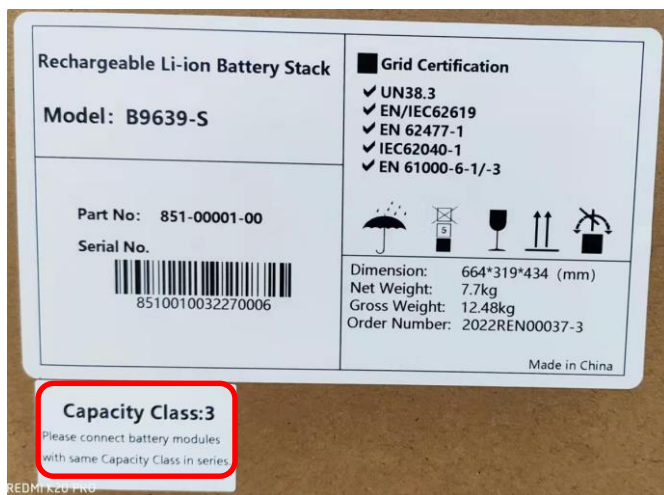 Rechargeable Li-ion Battery Stack
Model: B9639-S
Part No: 851-00001-00
Serial No.
8510010032270006
Grid Certification
✔ UN38.3
✔ EN/IEC62619
✔ EN 62477-1
✔ IEC62040-1
✔ EN 61000-6-1/-3
5
Dimension: 664*319*434 (mm)
Net Weight: 7.7kg
Gross Weight: 12.48kg
Order Number: 2022REN00037-3
Made in China
Capacity Class:3
Please connect battery modules
with same Capacity Class in series
REDMI K20 PRO